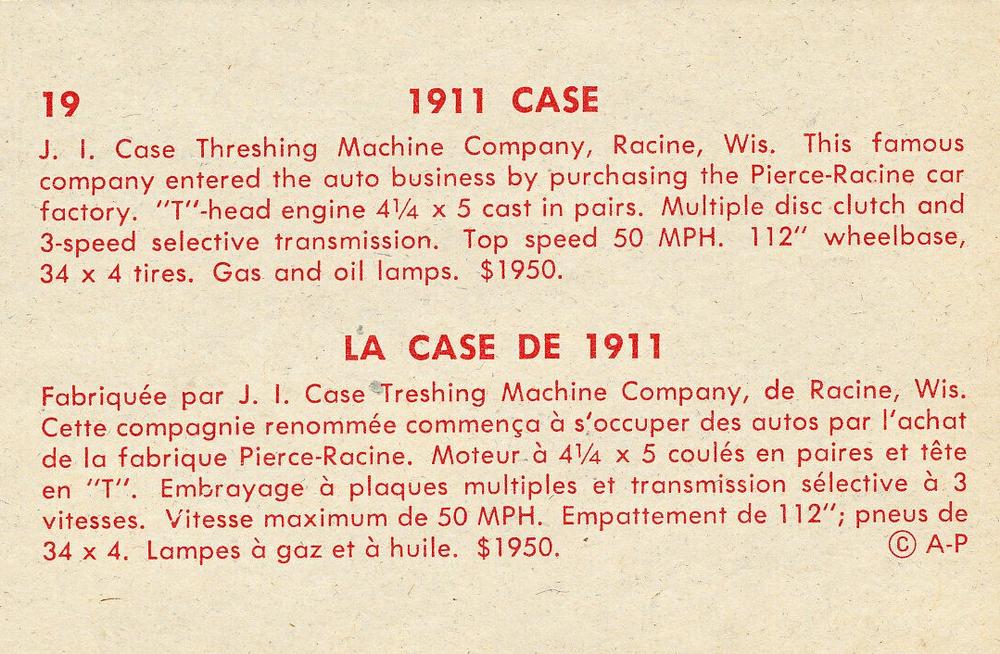 19 1911 CASE
J. I. Case Threshing Machine Company, Racine, Wis. This famous
company entered the auto business by purchasing the Pierce-Racine car
factory. "T"-head engine 4¼ x 5 cast in pairs. Multiple disc clutch and
3-speed selective transmission. Top speed 50 MPH. 112" wheelbase,
34 x 4 tires. Gas and oil lamps. $1950.
LA CASE DE 1911
Fabriquée par J. I. Case Treshing Machine Company, de Racine, Wis.
Cette compagnie renommée commença à s'occuper des autos par l'achat
de la fabrique Pierce-Racine. Moteur à 4¼ x 5 coulés en paires et tête
en "T". Embrayage à plaques multiples et transmission sélective à 3
vitesses. Vitesse maximum de 50 MPH. Empattement de 112"; pneus de
34 x 4. Lampes à gaz et à huile. $1950. © A-P